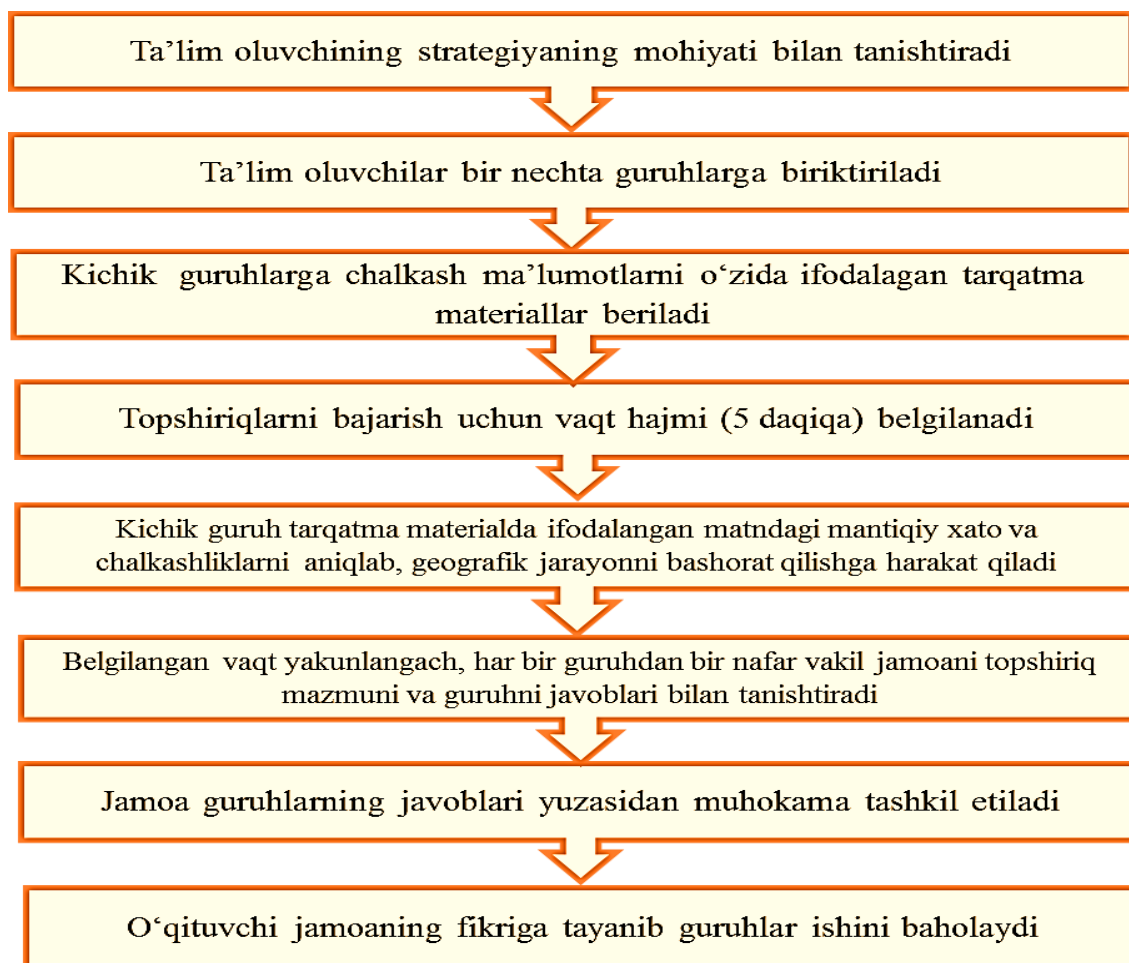 Ta’lim oluvchining strategiyaning mohiyati bilan tanishtiradi
Ta’lim oluvchilar bir nechta guruhlarga biriktiriladi
Kichik guruhlarga chalkash ma’lumotlarni o‘zida ifodalagan tarqatma
materiallar beriladi
Topshiriqlarni bajarish uchun vaqt hajmi (5 daqiqa) belgilanadi
Kichik guruh tarqatma materialda ifodalangan matndagi mantiqiy xato va
chalkashliklarni aniqlab, geografik jarayonni bashorat qilishga harakat qiladi
Belgilangan vaqt yakunlangach, har bir guruhdan bir nafar vakil jamoani topshiriq
mazmuni va guruhni javoblari bilan tanishtiradi
Jamoa guruhlarning javoblari yuzasidan muhokama tashkil etiladi
O‘qituvchi jamoaning fikriga tayanib guruhlar ishini baholaydi